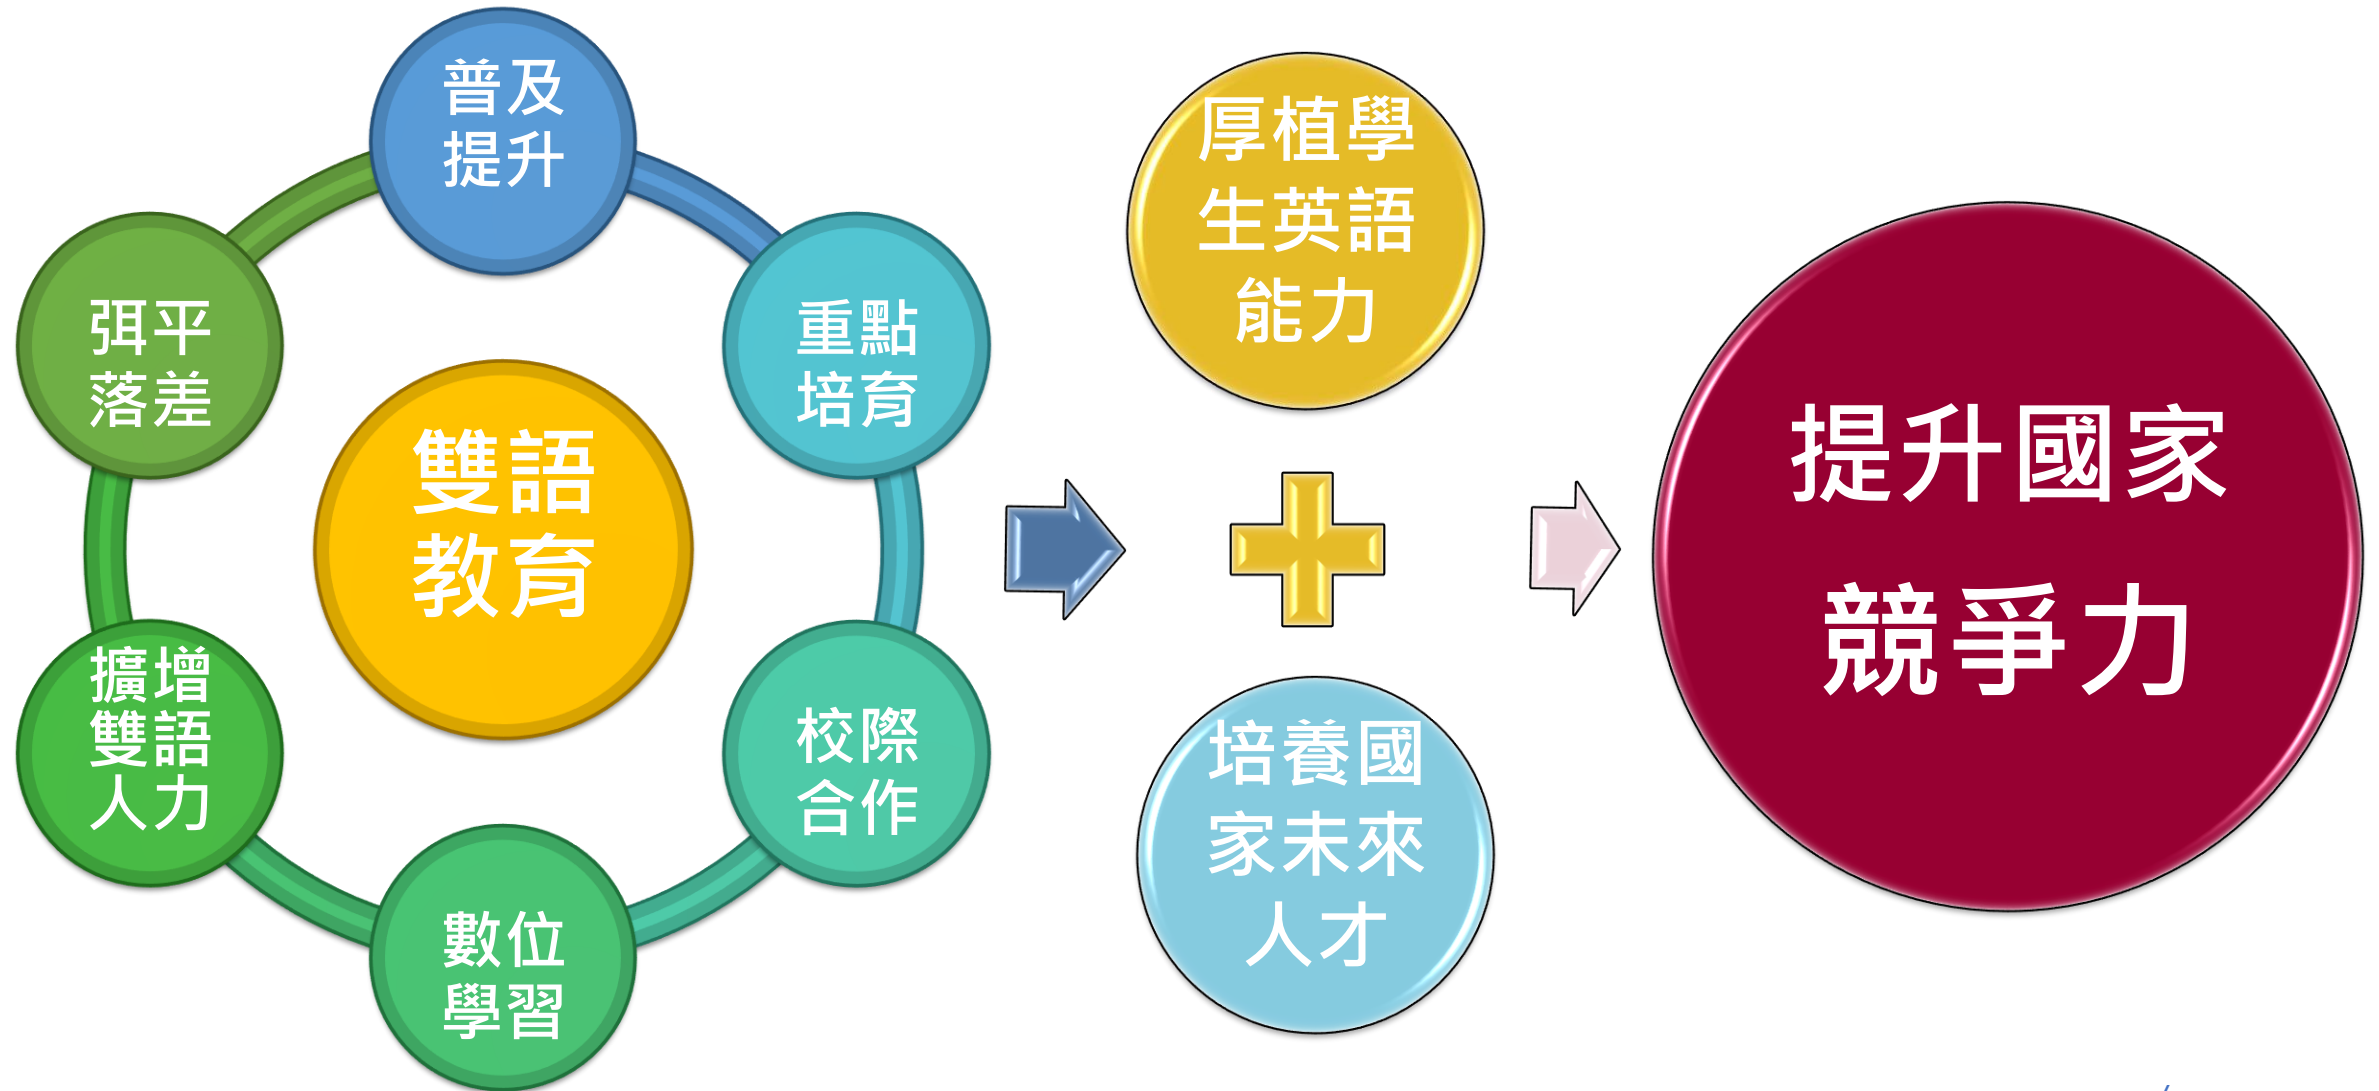 普及
提升
重點
培育
校際
合作
數位
學習
擴增
雙語
人力
弭平
落差
雙語
教育
厚植學
生英語
能力
培養國
家未來
人才
提升國家
競爭力